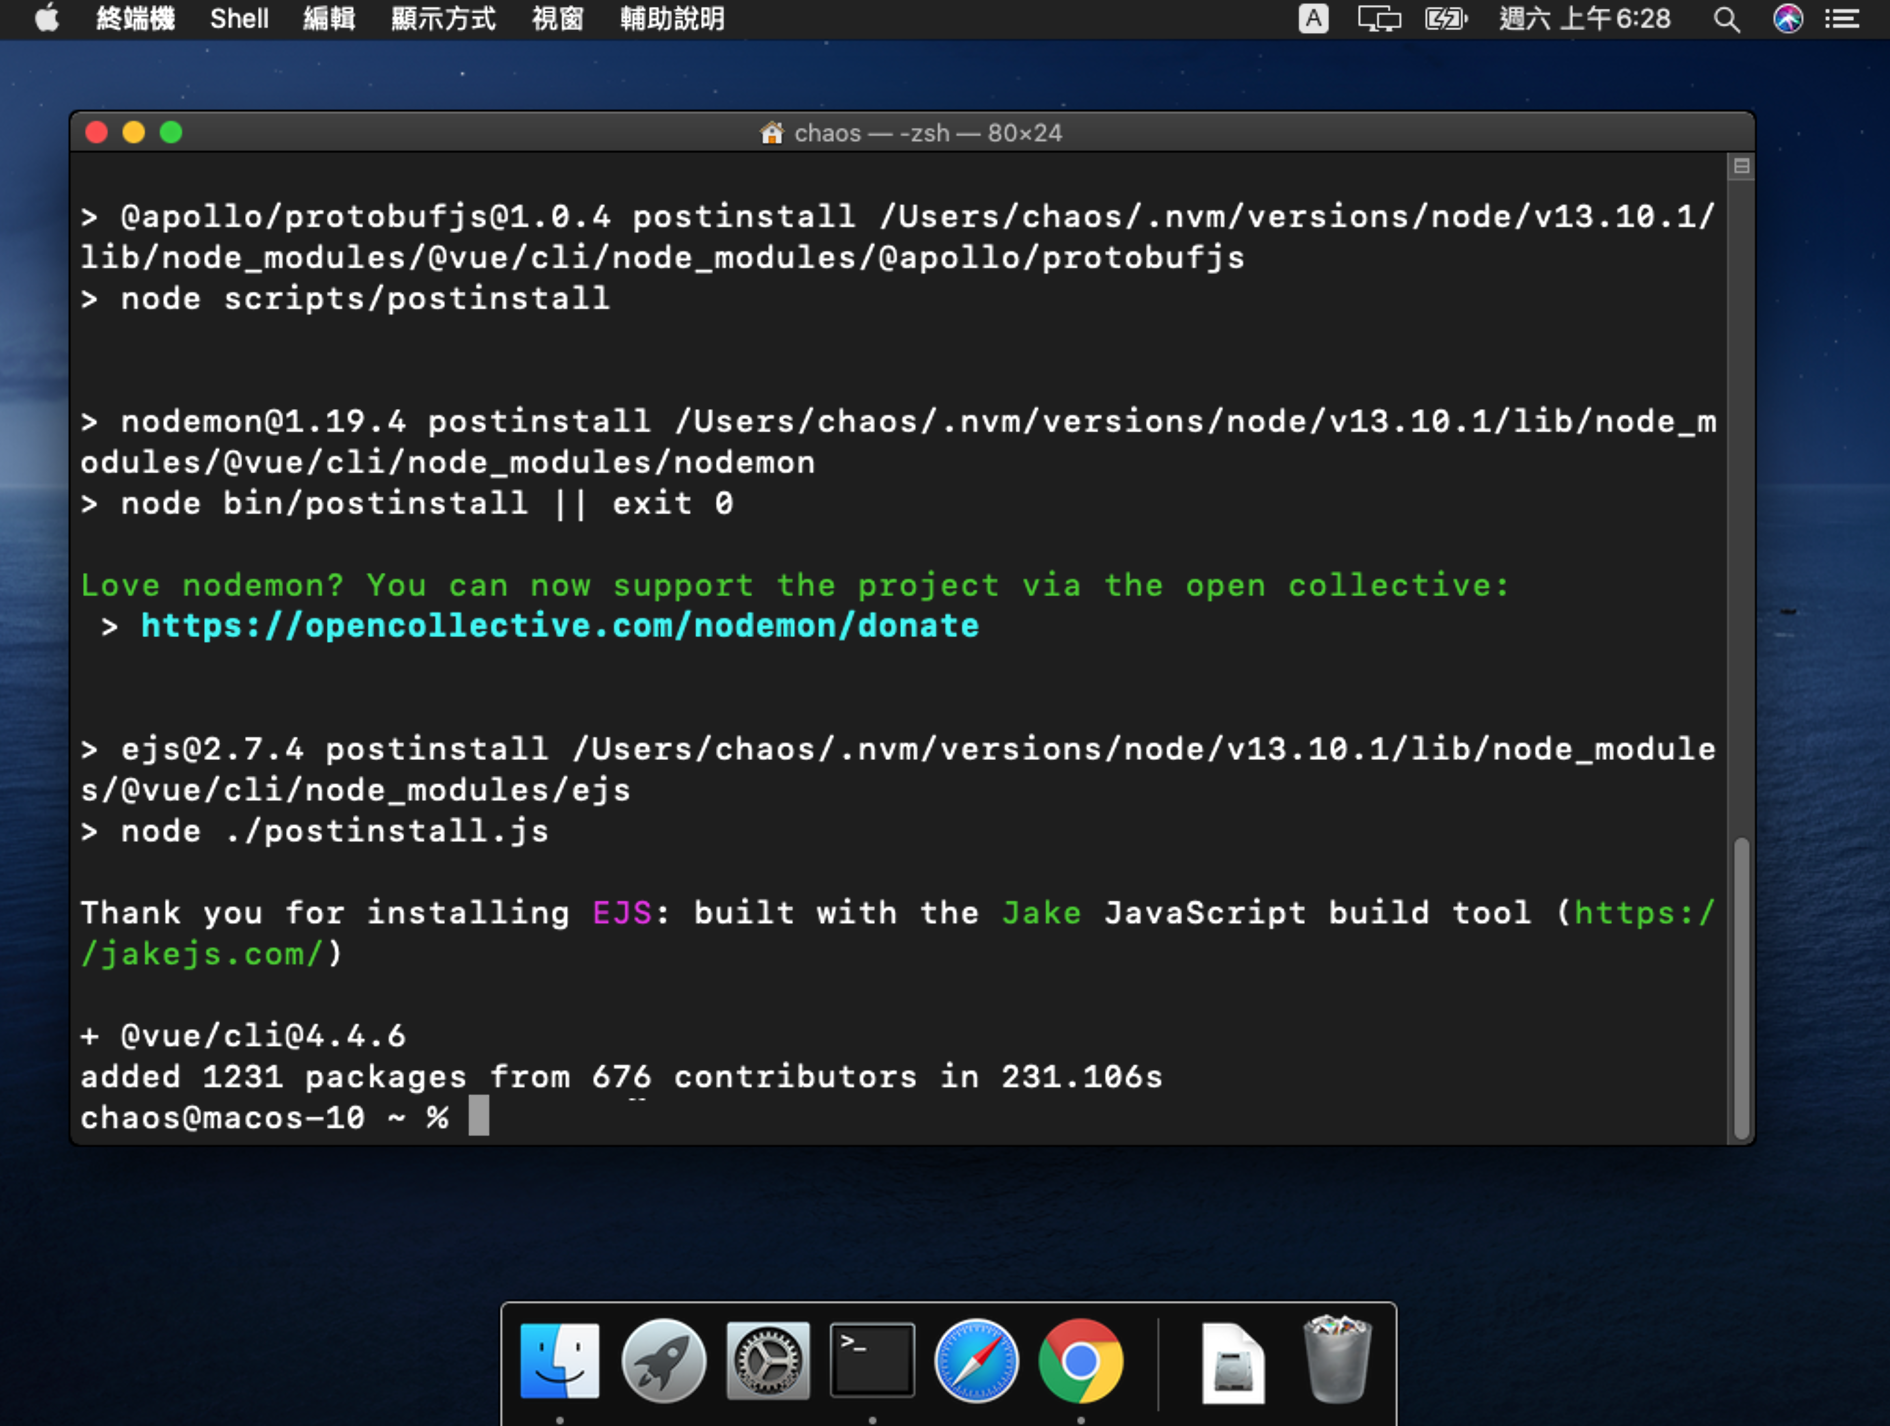 終端機 Shell 編輯 顯示方式 視窗 輔助說明 A 週六 上午6:28
chaos — -zsh — 80×24
> @apollo/protobufjs@1.0.4 postinstall /Users/chaos/.nvm/versions/node/v13.10.1/
lib/node_modules/@vue/cli/node_modules/@apollo/protobufjs
> node scripts/postinstall
> nodemon@1.19.4 postinstall /Users/chaos/.nvm/versions/node/v13.10.1/lib/node_m
odules/@vue/cli/node_modules/nodemon
> node bin/postinstall || exit 0
Love nodemon? You can now support the project via the open collective:
> https://opencollective.com/nodemon/donate
> ejs@2.7.4 postinstall /Users/chaos/.nvm/versions/node/v13.10.1/lib/node_module
s/@vue/cli/node_modules/ejs
> node ./postinstall.js
Thank you for installing EJS: built with the Jake JavaScript build tool (https:/
/jakejs.com/)
+ @vue/cli@4.4.6
added 1231 packages from 676 contributors in 231.106s
chaos@macos-10 ~ %
>_